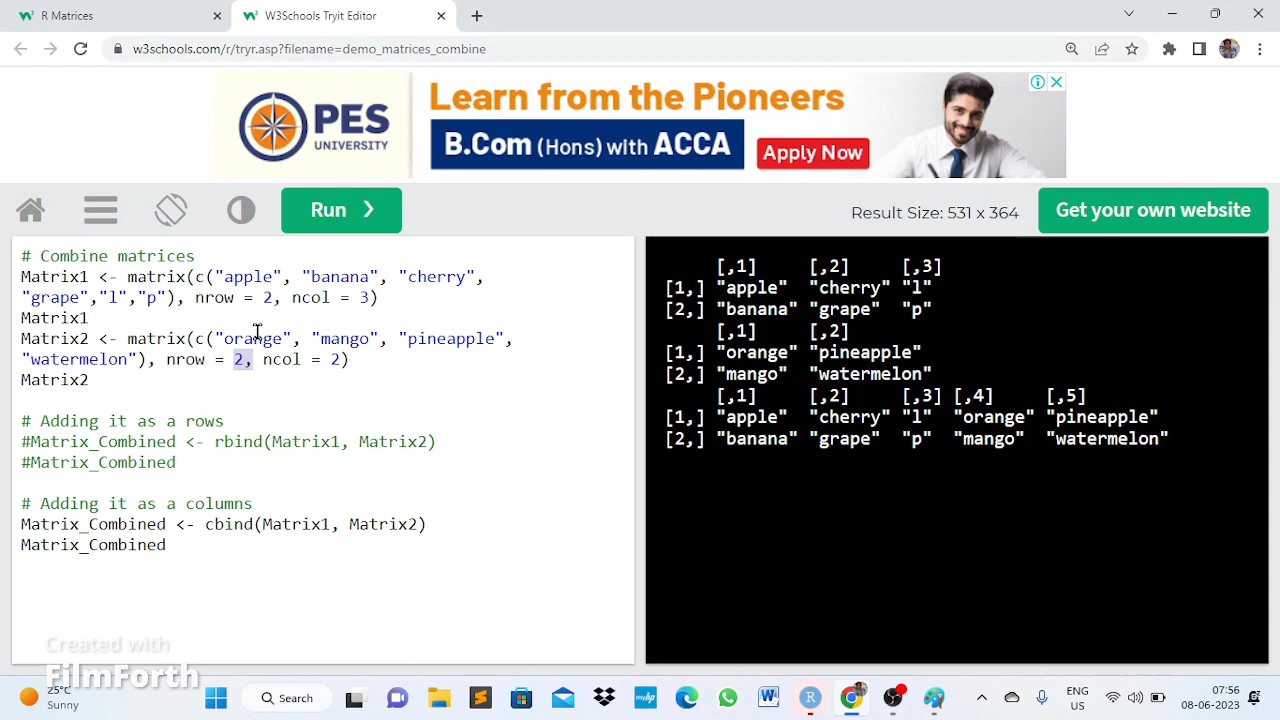 R Matrices
W3Schools Tryit Editor
w3schools.com/r/tryr.asp?filename=demo_matrices_combine
PES
UNIVERSITY
Learn from the Pioneers
B.Com (Hons) with ACCA
Apply Now
Run
Result Size: 531 x 364
Get your own website
# Combine matrices
Matrix1 <- matrix(c("apple", "banana", "cherry",
"grape","l","p"), nrow = 2, ncol = 3)
Matrix1
Matrix2 <- matrix(c("orange", "mango", "pineapple",
"watermelon"), nrow = 2, ncol = 2)
Matrix2
# Adding it as a rows
#Matrix_Combined <- rbind(Matrix1, Matrix2)
#Matrix_Combined
# Adding it as a columns
Matrix_Combined <- cbind(Matrix1, Matrix2)
Matrix_Combined
[,1] [,2] [,3]
[1,] "apple" "cherry" "l"
[2,] "banana" "grape" "p"
[,1] [,2]
[1,] "orange" "pineapple"
[2,] "mango" "watermelon"
[,1] [,2] [,3] [,4] [,5]
[1,] "apple" "cherry" "l" "orange" "pineapple"
[2,] "banana" "grape" "p" "mango" "watermelon"
Created with
FilmForth
25°C
Sunny
Search
myhp
W
R
ENG
US
07:56
08-06-2023